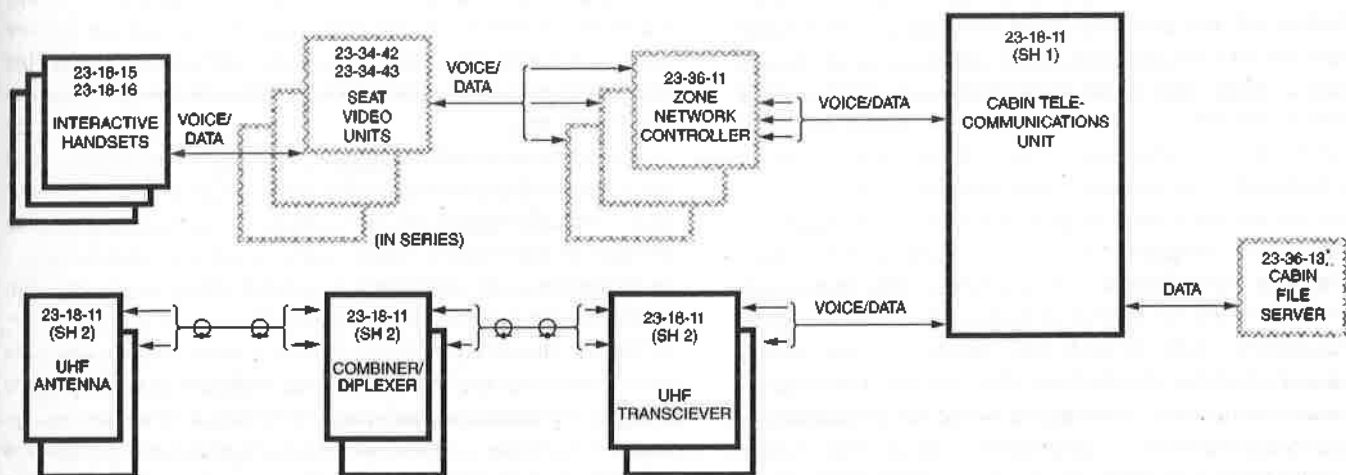 23-18-15
23-18-16
INTERACTIVE
HANDSETS
VOICE/
DATA
23-34-42
23-34-43
SEAT
VIDEO
UNITS
(IN SERIES)
VOICE/
DATA
23-36-11
ZONE
NETWORK
CONTROLLER
VOICE/DATA
23-18-11
(SH 1)
CABIN TELE-
COMMUNICATIONS
UNIT
23-18-11
(SH 2)
UHF
ANTENNA
23-18-11
(SH 2)
COMBINER/
DIPLEXER
23-18-11
(SH 2)
UHF
TRANSCIEVER
VOICE/DATA
DATA
23-36-13
CABIN
FILE
SERVER